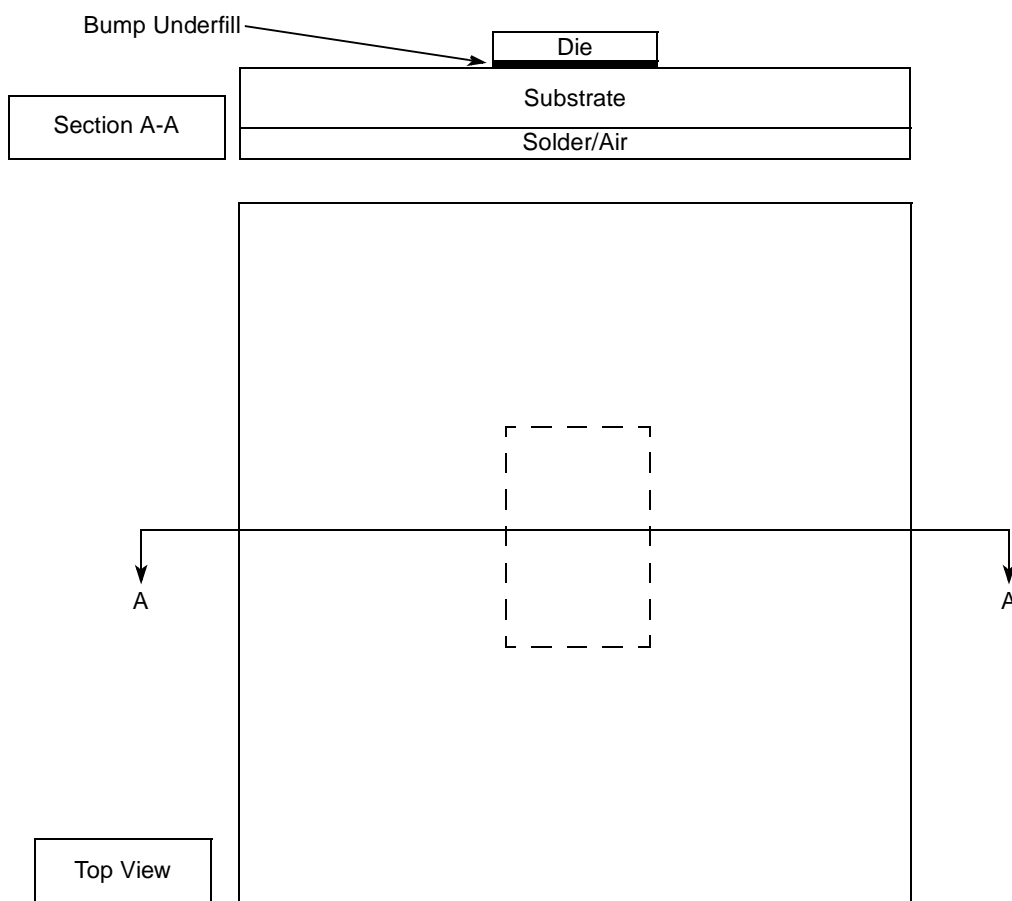 Bump Underfill
Die
Substrate
Section A-A
Solder/Air
A
A
Top View